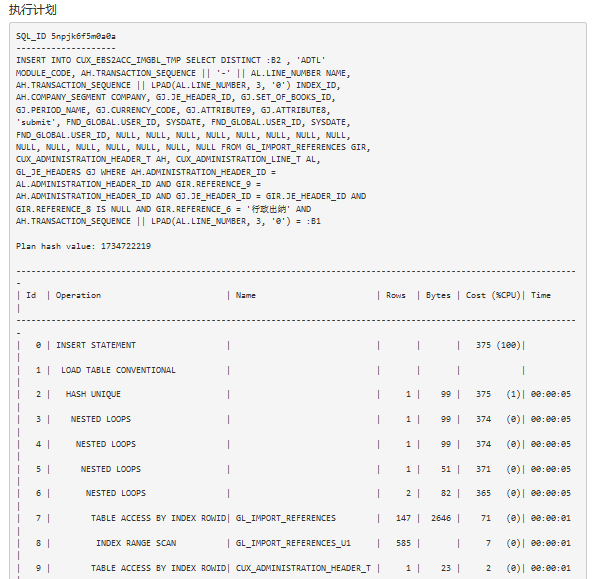 执行计划
SQL_ID 5npjk6f5m0a0a
--------------------
INSERT INTO CUX_EBS2ACC_IMGBL_TMP SELECT DISTINCT :B2 , 'ADTL'
MODULE_CODE, AH.TRANSACTION_SEQUENCE || '-' || AL.LINE_NUMBER NAME,
AH.TRANSACTION_SEQUENCE || LPAD(AL.LINE_NUMBER, 3, '0') INDEX_ID,
AH.COMPANY_SEGMENT COMPANY, GJ.JE_HEADER_ID, GJ.SET_OF_BOOKS_ID,
GJ.PERIOD_NAME, GJ.CURRENCY_CODE, GJ.ATTRIBUTE9, GJ.ATTRIBUTE8,
'submit', FND_GLOBAL.USER_ID, SYSDATE, FND_GLOBAL.USER_ID, SYSDATE,
FND_GLOBAL.USER_ID, NULL, NULL, NULL, NULL, NULL, NULL, NULL, NULL,
NULL, NULL, NULL, NULL, NULL, NULL, NULL FROM GL_IMPORT_REFERENCES GIR,
CUX_ADMINISTRATION_HEADER_T AH, CUX_ADMINISTRATION_LINE_T AL,
GL_JE_HEADERS GJ WHERE AH.ADMINISTRATION_HEADER_ID =
AL.ADMINISTRATION_HEADER_ID AND GIR.REFERENCE_9 =
AH.ADMINISTRATION_HEADER_ID AND GJ.JE_HEADER_ID = GIR.JE_HEADER_ID AND
GIR.REFERENCE_8 IS NULL AND GIR.REFERENCE_6 = '行政出纳' AND
AH.TRANSACTION_SEQUENCE || LPAD(AL.LINE_NUMBER, 3, '0') = :B1
Plan hash value: 1734722219
----------------------------------------------------------------------------------------------------------------
-
| Id | Operation | Name | Rows | Bytes | Cost (%CPU)| Time
|
----------------------------------------------------------------------------------------------------------------
-
| 0 | INSERT STATEMENT | | | | 375 (100)|
|
| 1 | LOAD TABLE CONVENTIONAL | | | | |
|
| 2 | HASH UNIQUE | | 1 | 99 | 375 (1)| 00:00:05
|
| 3 | NESTED LOOPS | | 1 | 99 | 374 (0)| 00:00:05
|
| 4 | NESTED LOOPS | | 1 | 99 | 374 (0)| 00:00:05
|
| 5 | NESTED LOOPS | | 1 | 51 | 371 (0)| 00:00:05
|
| 6 | NESTED LOOPS | | 2 | 82 | 365 (0)| 00:00:05
|
| 7 | TABLE ACCESS BY INDEX ROWID| GL_IMPORT_REFERENCES | 147 | 2646 | 71 (0)| 00:00:01
|
| 8 | INDEX RANGE SCAN | GL_IMPORT_REFERENCES_U1 | 585 | | 7 (0)| 00:00:01
|
| 9 | TABLE ACCESS BY INDEX ROWID| CUX_ADMINISTRATION_HEADER_T | 1 | 23 | 2 (0)| 00:00:01